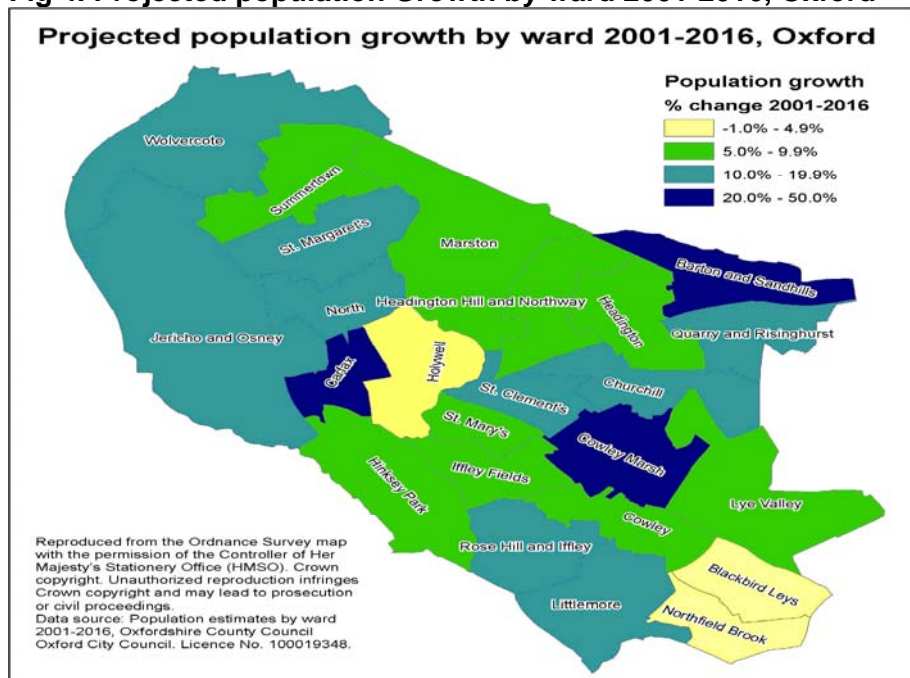 Projected population growth by ward 2001-2016, Oxford
Population growth
% change 2001-2016
-1.0% - 4.9%
5.0% - 9.9%
10.0% - 19.9%
20.0% - 50.0%
Wolvercote
Summertown
St. Margaret's
Marston
Barton and Sandhills
North
Headington Hill and Northway
Headington
Quarry and Risinghurst
Jericho and Osney
Carfax
Holywell
St. Clement's
Churchill
St. Mary's
Cowley Marsh
Iffley Fields
Hinksey Park
Lye Valley
Cowley
Rose Hill and Iffley
Blackbird Leys
Littlemore
Northfield Brook
Reproduced from the Ordnance Survey map
with the permission of the Controller of Her
Majesty's Stationery Office (HMSO). Crown
copyright. Unauthorized reproduction infringes
Crown copyright and may lead to prosecution
or civil proceedings.
Data source: Population estimates by ward
2001-2016, Oxfordshire County Council
Oxford City Council. Licence No. 100019348.